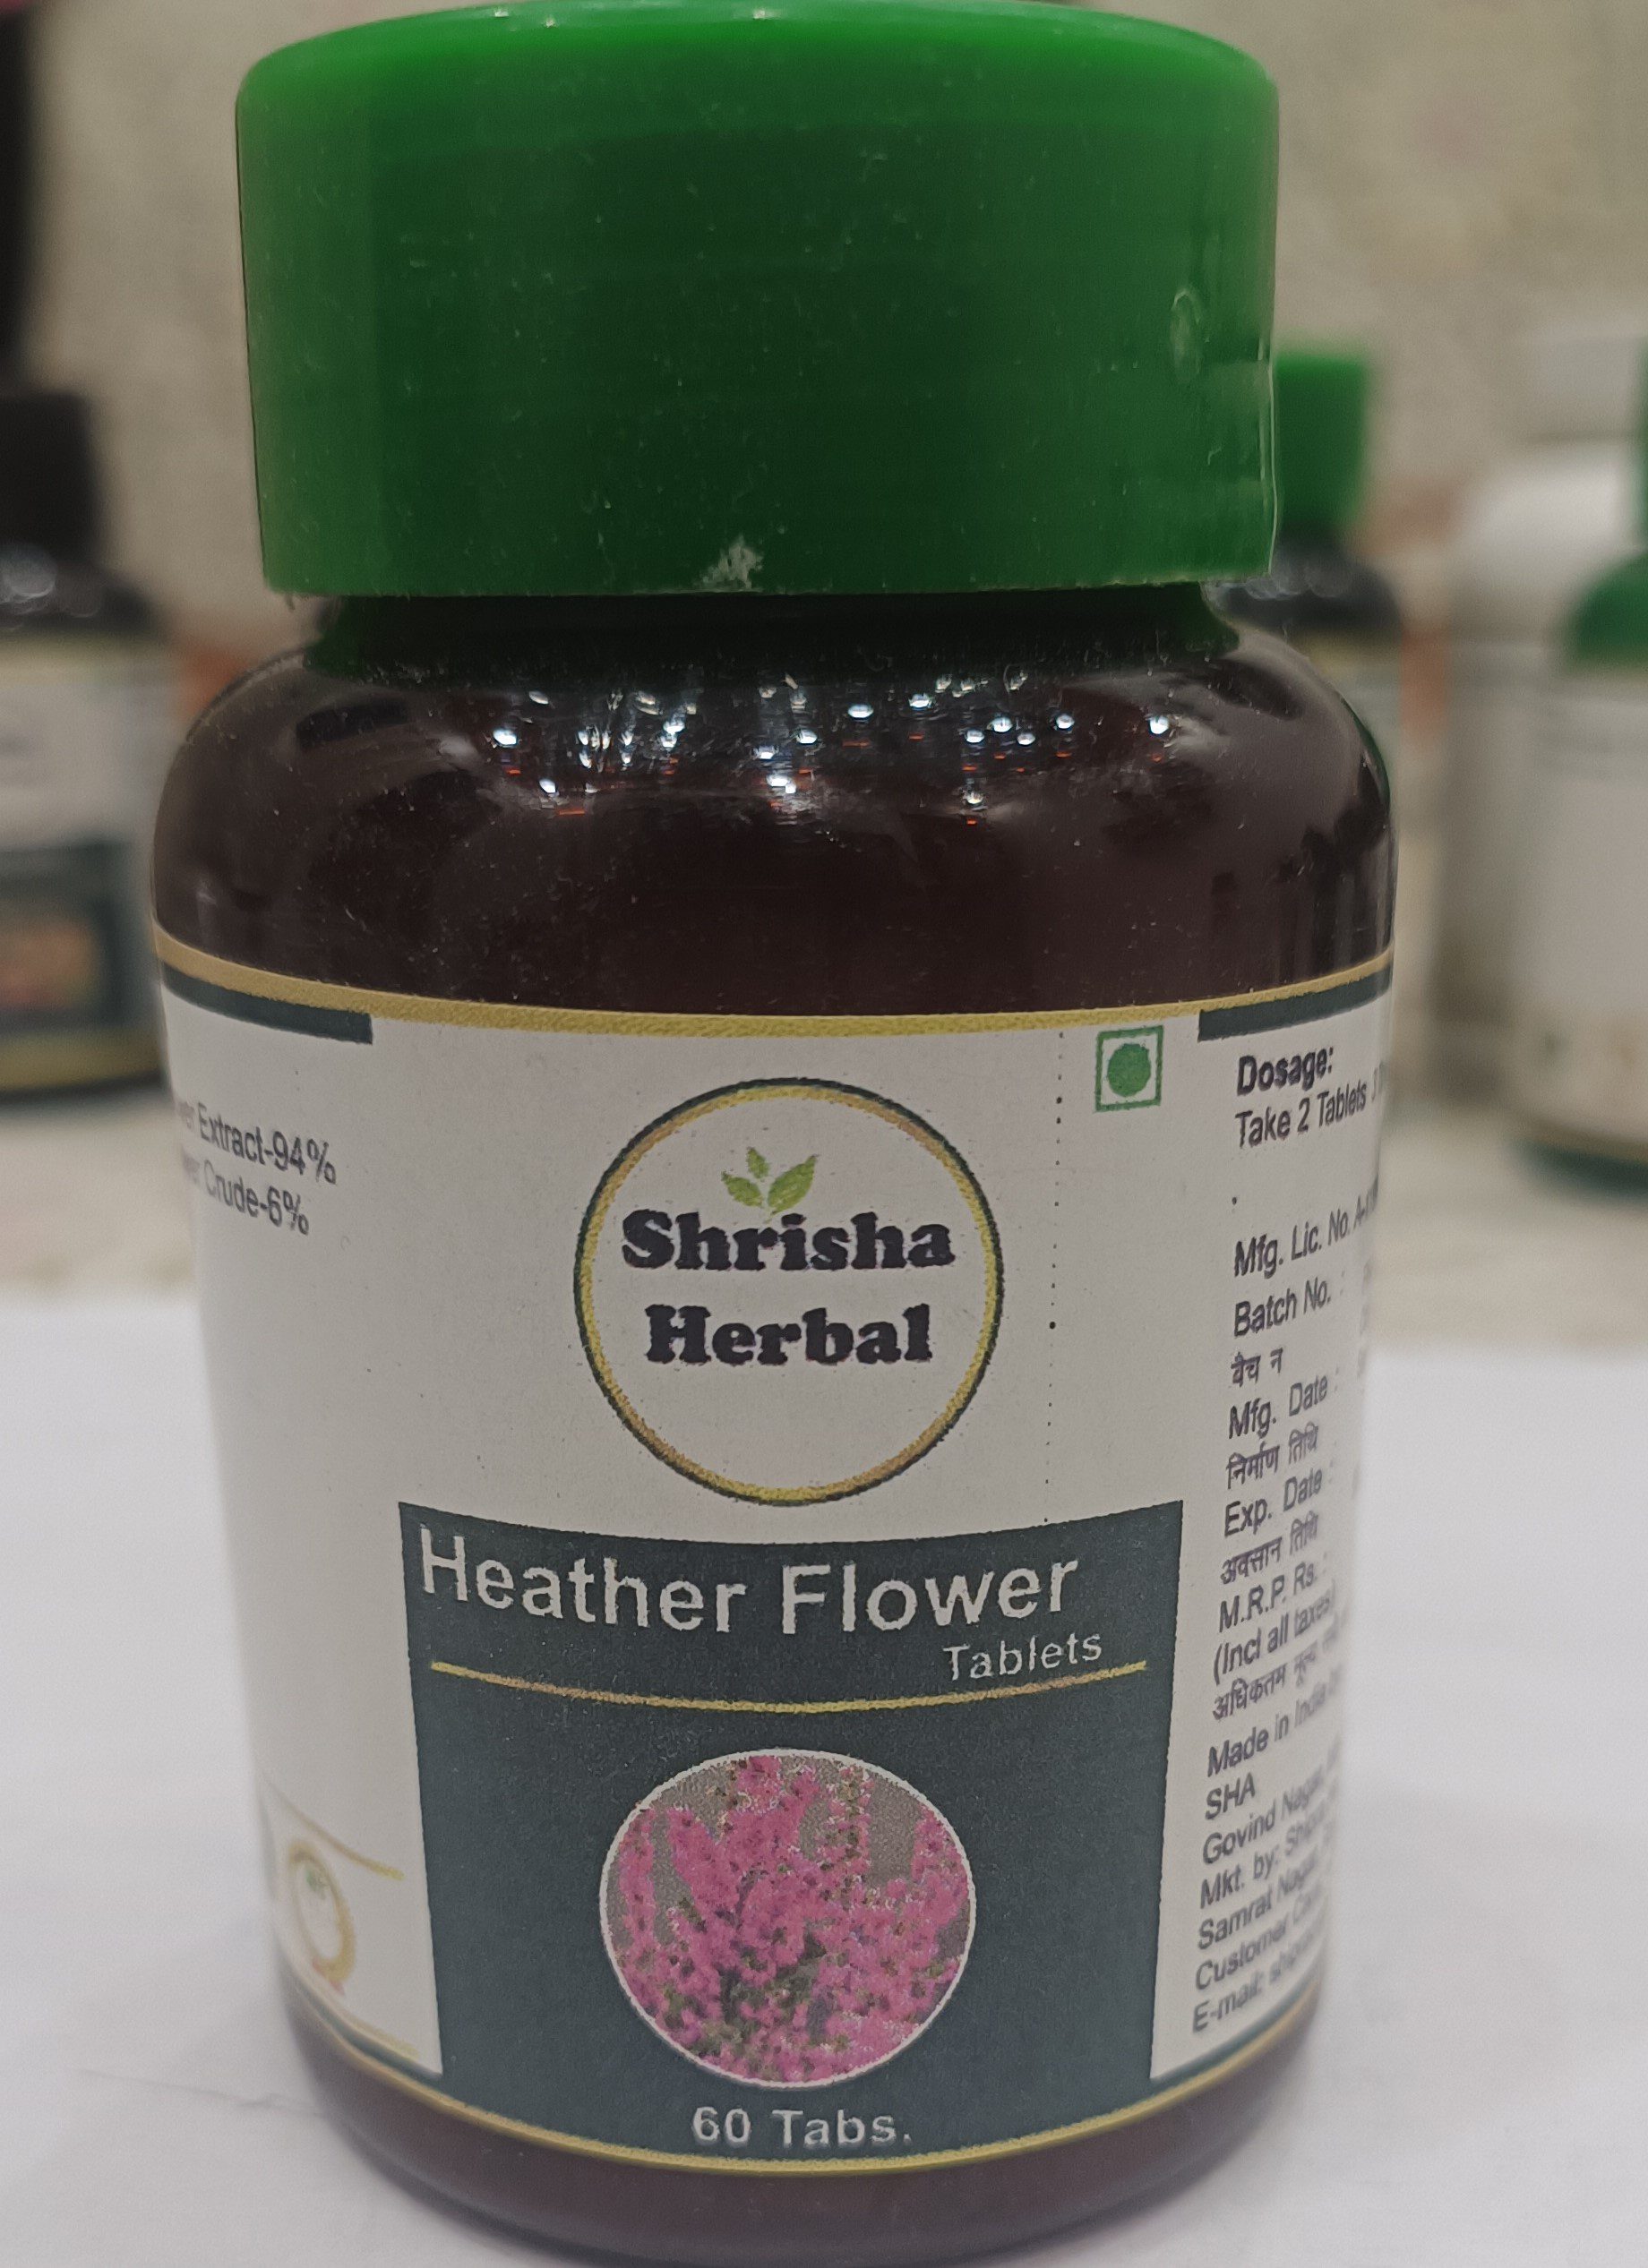 Extract-94%
Crude-6%
Shrisha
Herbal
Heather Flower
Tablets
60 Tabs.
Dosage:
Take 2 Tablets
Mfg. Lic. No.
Batch No. :
बैच न
Mfg. Date :
निर्माण तिथि
Exp. Date :
अवसान तिथि
M.R.P. Rs. :
(Incl all taxes)
अधिकतम मूल्य
Made in India
SHA
Govind Nagar,
Mkt. by:
Samrat Nagar,
Customer
E-mail: